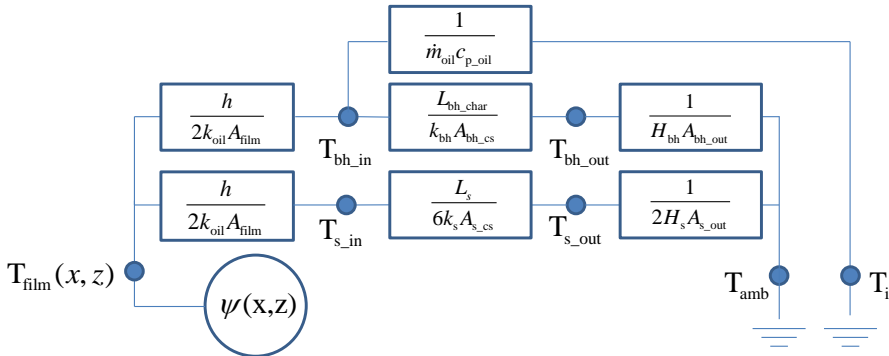 1
ṁ_oil c_p_oil
h
2k_oil A_film
T_bh_in
L_bh_char
k_bh A_bh_cs
T_bh_out
1
H_bh A_bh_out
h
2k_oil A_film
T_s_in
L_s
6k_s A_s_cs
T_s_out
1
2H_s A_s_out
T_film(x, z)
ψ(x,z)
T_amb
T_i